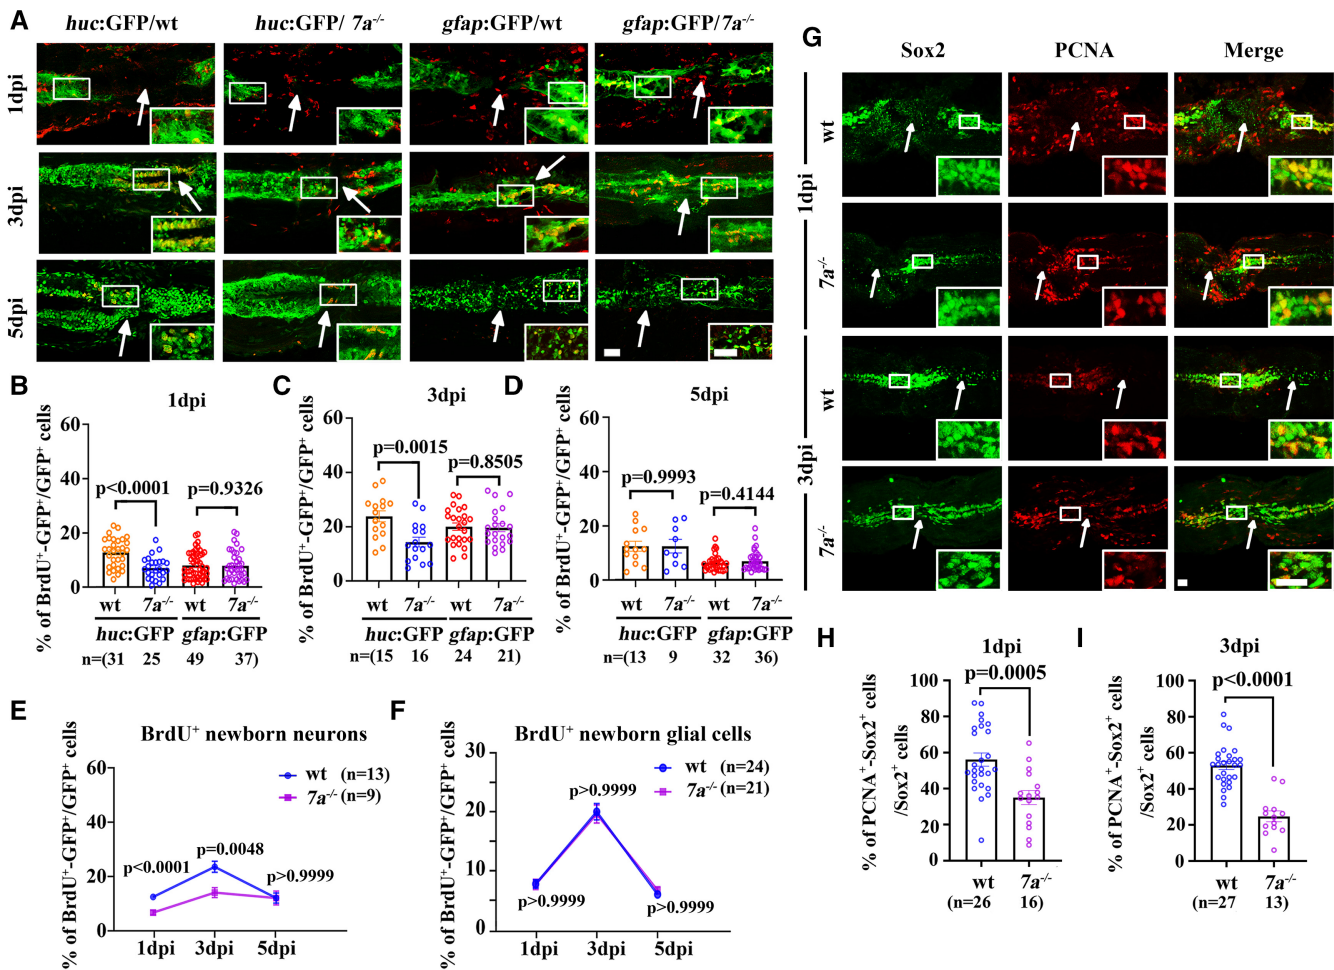 A
huc:GFP/wt
huc:GFP/ 7a-/-
gfap:GFP/wt
gfap:GFP/7a-/-
1dpi
3dpi
5dpi
B
1dpi
% of BrdU+-GFP+/GFP+ cells
60
40
20
0
p<0.0001
p=0.9326
wt
7a-/-
wt
7a-/-
huc:GFP
gfap:GFP
n=(31 25 49 37)
C
3dpi
% of BrdU+-GFP+/GFP+ cells
60
40
20
0
p=0.0015
p=0.8505
wt
7a-/-
wt
7a-/-
huc:GFP
gfap:GFP
n=(15 16 24 21)
D
5dpi
% of BrdU+-GFP+/GFP+ cells
60
40
20
0
p=0.9993
p=0.4144
wt
7a-/-
wt
7a-/-
huc:GFP
gfap:GFP
n=(13 9 32 36)
E
BrdU+ newborn neurons
% of BrdU+-GFP+/GFP+ cells
60
40
20
0
wt (n=13)
7a-/- (n=9)
p<0.0001
p=0.0048
p>0.9999
1dpi
3dpi
5dpi
F
BrdU+ newborn glial cells
% of BrdU+-GFP+/GFP+ cells
30
20
10
0
wt (n=24)
7a-/- (n=21)
p>0.9999
p>0.9999
p>0.9999
1dpi
3dpi
5dpi
G
Sox2
PCNA
Merge
1dpi
wt
7a-/-
3dpi
wt
7a-/-
H
1dpi
% of PCNA+-Sox2+ cells
/Sox2+ cells
100
80
60
40
20
0
p=0.0005
wt
7a-/-
(n=26 16)
I
3dpi
% of PCNA+-Sox2+ cells
/Sox2+ cells
100
80
60
40
20
0
p<0.0001
wt
7a-/-
(n=27 13)